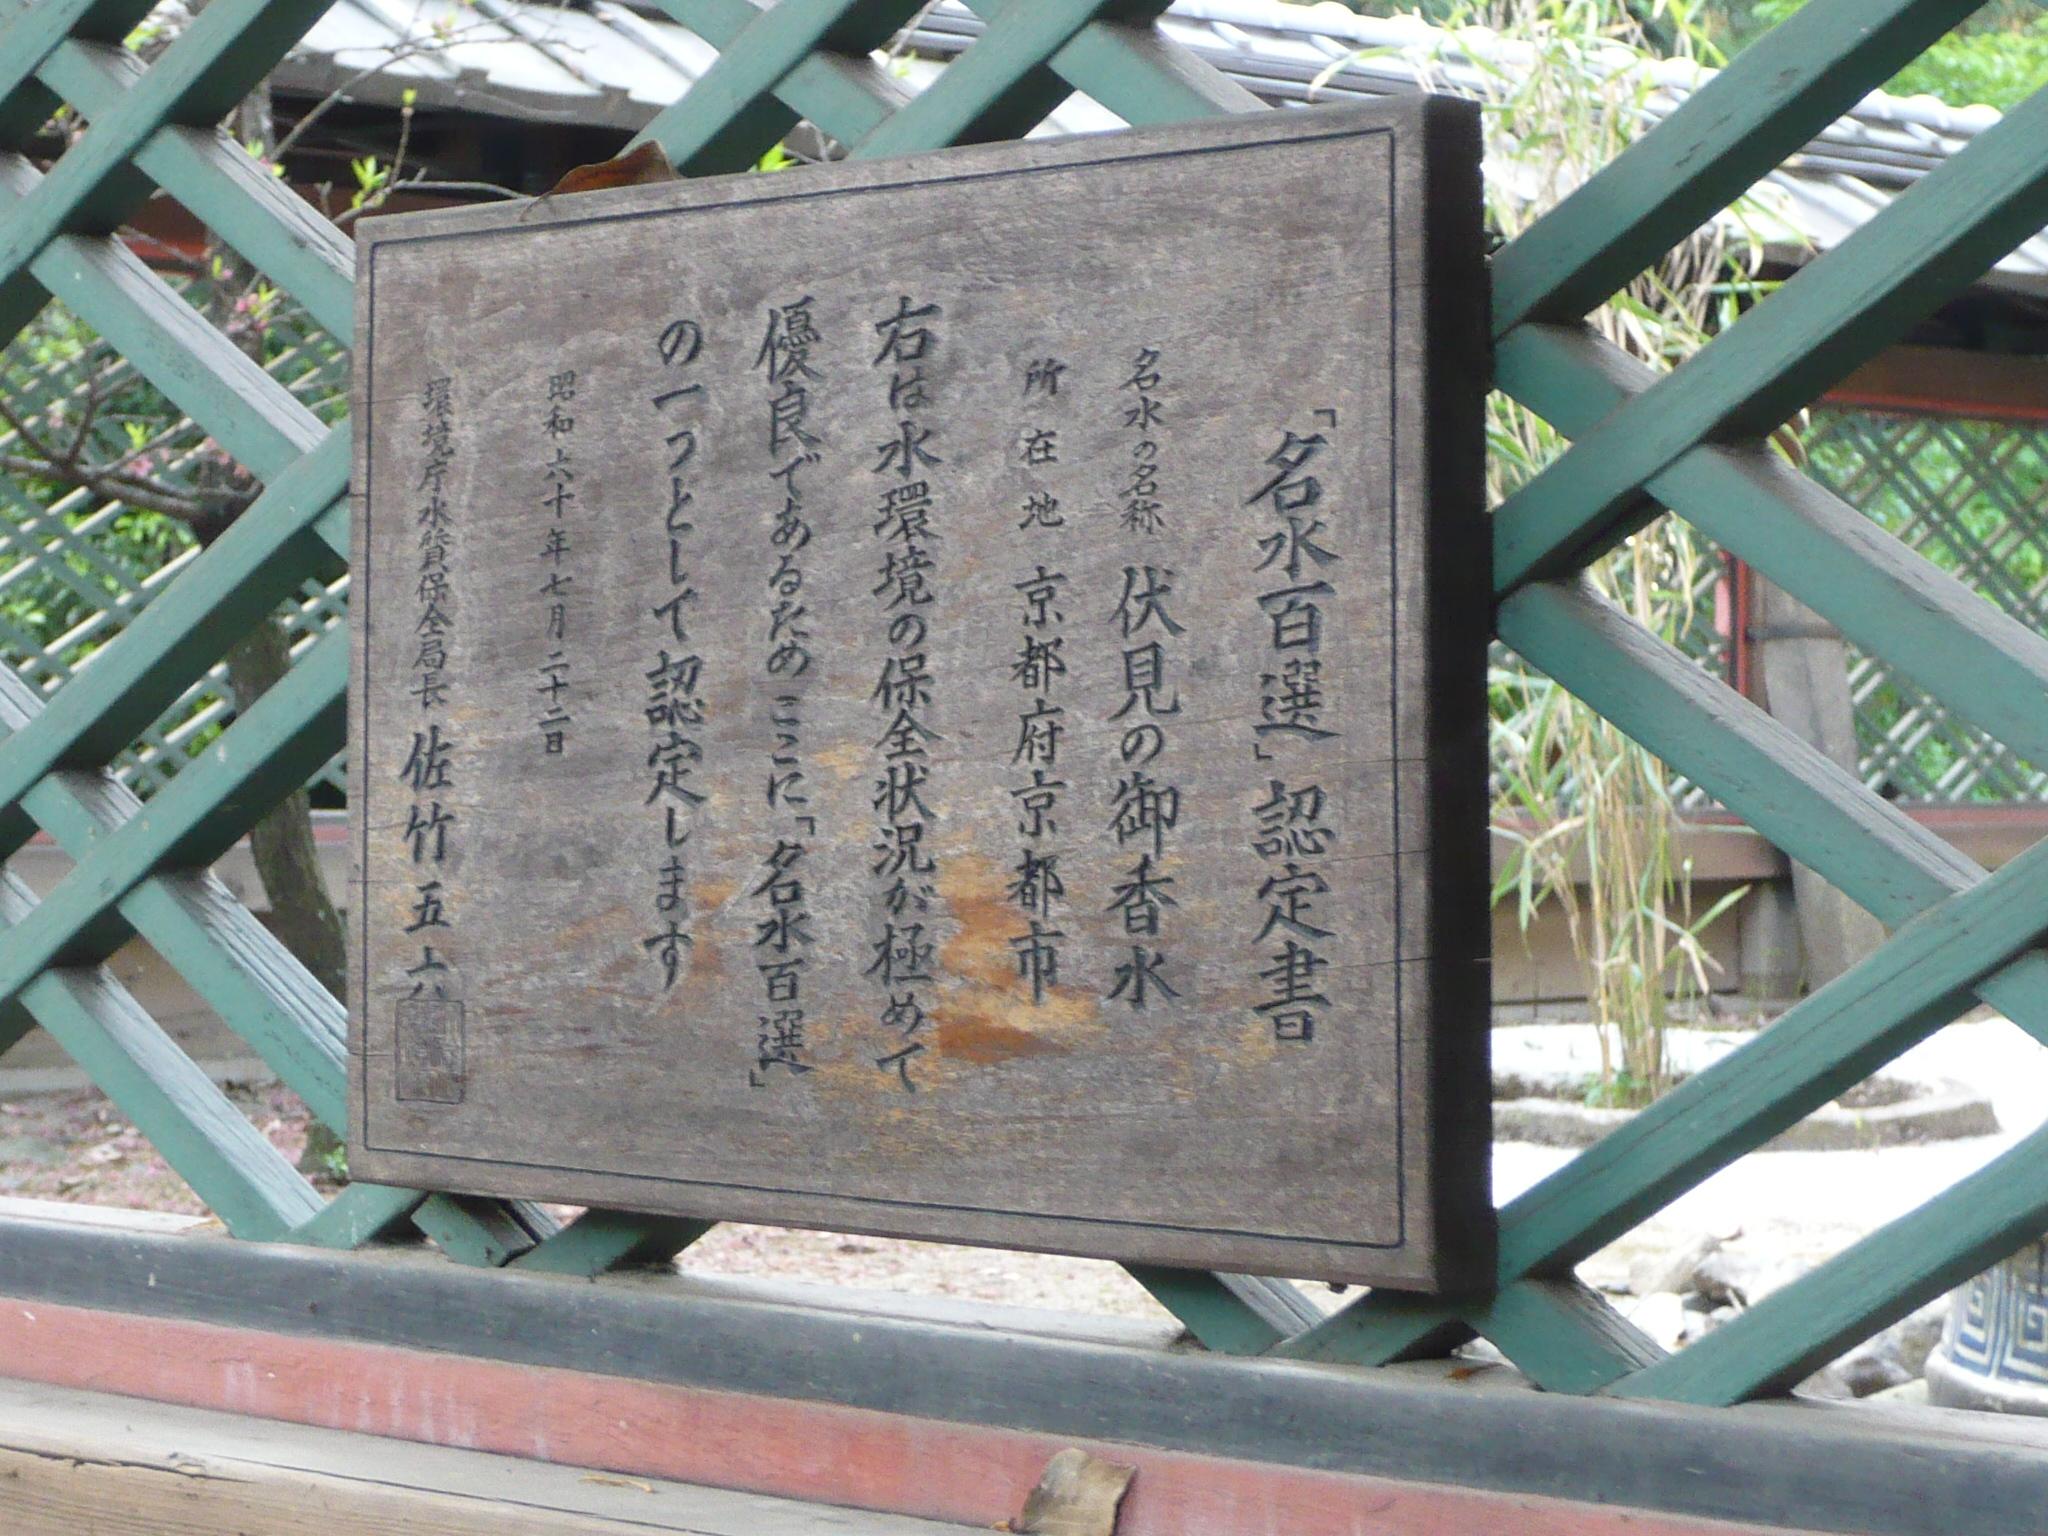 「名水百選」認定書
名水の名称 伏見の御香水
所在地 京都府京都市
右は水環境の保全状況が極めて
優良であるためここに「名水百選」
の一つとして認定します
昭和六十年七月二十二日
環境庁水質保全局長 佐竹五六